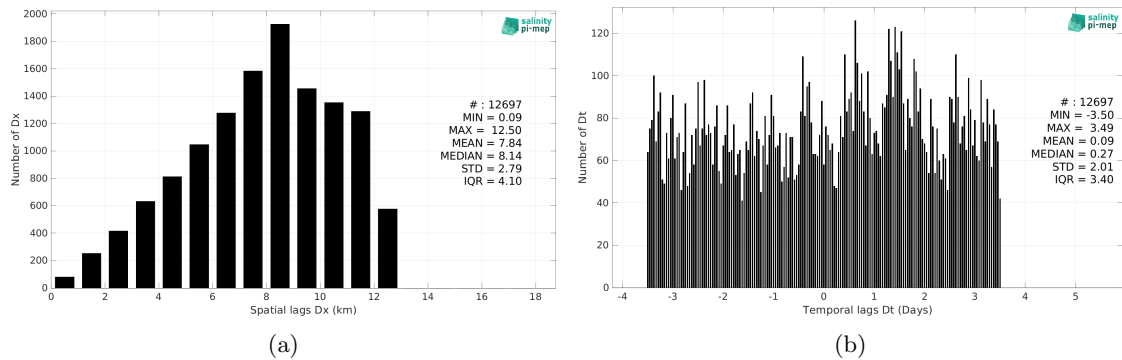 2000
1800
1600
1400
1200
1000
800
600
400
200
0
Number of Dx
0 2 4 6 8 10 12 14 16 18
Spatial lags Dx (km)
salinity
pi-mep
# : 12697
MIN = 0.09
MAX = 12.50
MEAN = 7.84
MEDIAN = 8.14
STD = 2.79
IQR = 4.10
(a)
120
100
80
60
40
20
0
Number of Dt
-4 -3 -2 -1 0 1 2 3 4 5
Temporal lags Dt (Days)
salinity
pi-mep
# : 12697
MIN = -3.50
MAX = 3.49
MEAN = 0.09
MEDIAN = 0.27
STD = 2.01
IQR = 3.40
(b)